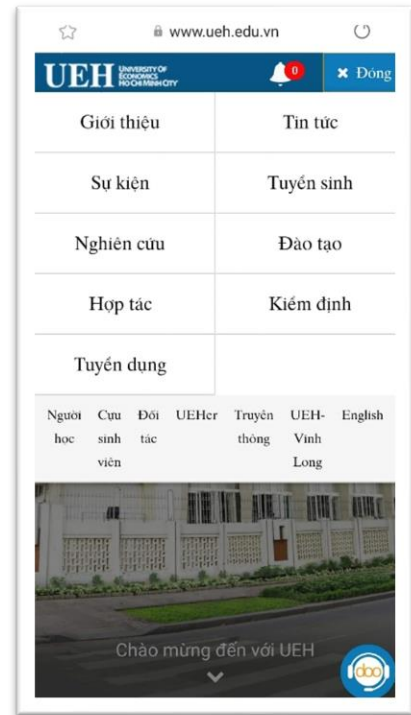 www.ueh.edu.vn
UEH UNIVERSITY OF
ECONOMICS
HO CHI MINH CITY
0
× Đóng
Giới thiệu
Tin tức
Sự kiện
Tuyển sinh
Nghiên cứu
Đào tạo
Hợp tác
Kiểm định
Tuyển dụng
Người học
Cựu sinh viên
Đối tác
UEHer
Truyền thông
UEH-Vĩnh Long
English
Chào mừng đến với UEH